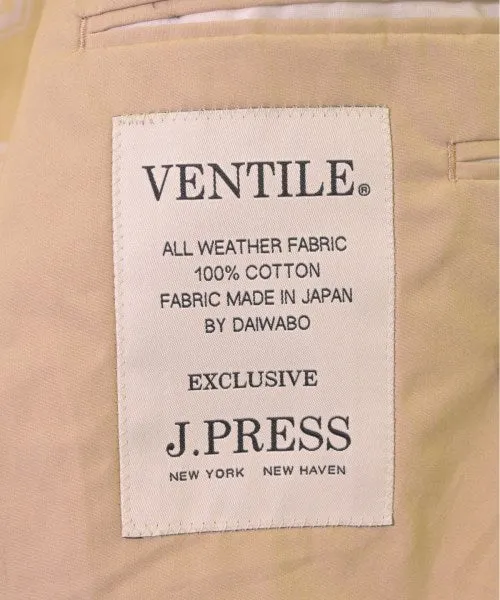 VENTILE®
ALL WEATHER FABRIC
100% COTTON
FABRIC MADE IN JAPAN
BY DAIWABO
EXCLUSIVE
J.PRESS
NEW YORK NEW HAVEN